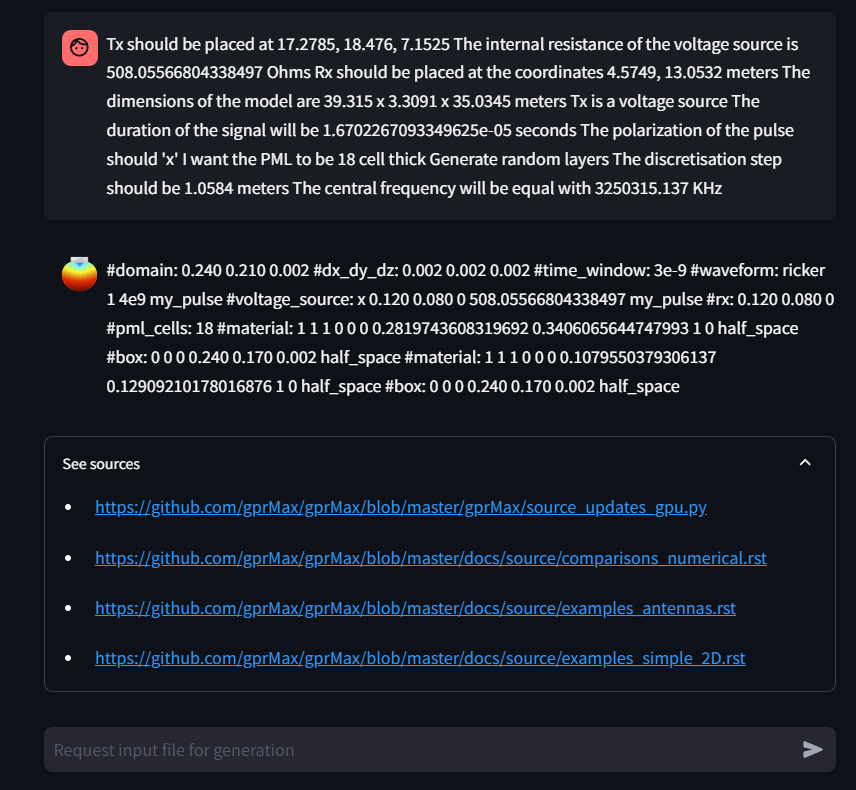 Tx should be placed at 17.2785, 18.476, 7.1525 The internal resistance of the voltage source is
508.05566804338497 Ohms Rx should be placed at the coordinates 4.5749, 13.0532 meters The
dimensions of the model are 39.315 x 3.3091 x 35.0345 meters Tx is a voltage source The
duration of the signal will be 1.6702267093349625e-05 seconds The polarization of the pulse
should 'x' I want the PML to be 18 cell thick Generate random layers The discretisation step
should be 1.0584 meters The central frequency will be equal with 3250315.137 KHz
#domain: 0.240 0.210 0.002 #dx_dy_dz: 0.002 0.002 0.002 #time_window: 3e-9 #waveform: ricker
1 4e9 my_pulse #voltage_source: x 0.120 0.080 0 508.05566804338497 my_pulse #rx: 0.120 0.080 0
#pml_cells: 18 #material: 1 1 1 0 0 0 0.2819743608319692 0.3406065644747993 1 0 half_space
#box: 0 0 0 0.240 0.170 0.002 half_space #material: 1 1 1 0 0 0 0.1079550379306137
0.12909210178016876 1 0 half_space #box: 0 0 0 0.240 0.170 0.002 half_space
See sources
https://github.com/gprMax/gprMax/blob/master/gprMax/source_updates_gpu.py
https://github.com/gprMax/gprMax/blob/master/docs/source/comparisons_numerical.rst
https://github.com/gprMax/gprMax/blob/master/docs/source/examples_antennas.rst
https://github.com/gprMax/gprMax/blob/master/docs/source/examples_simple_2D.rst
Request input file for generation